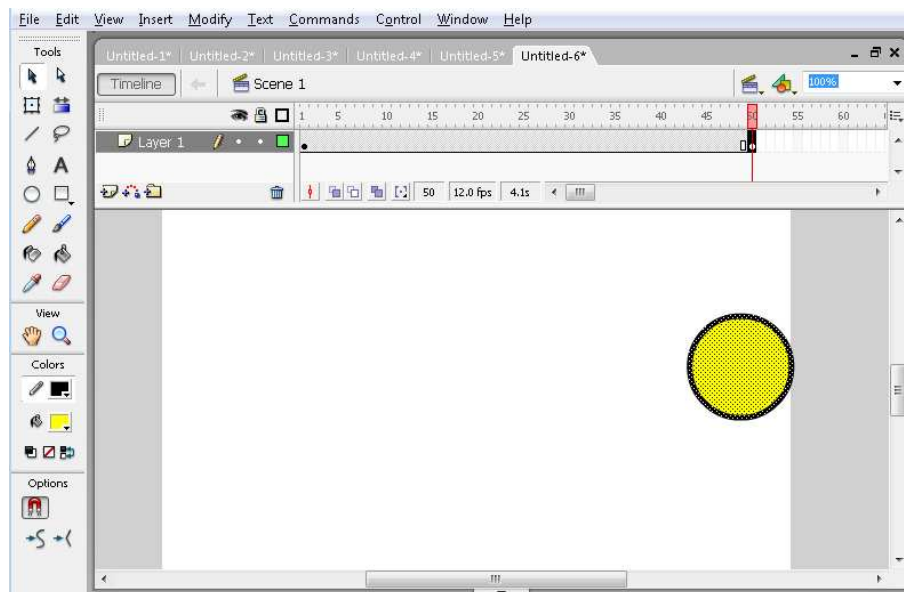 File Edit View Insert Modify Text Commands Control Window Help
Tools
Untitled-1* Untitled-2* Untitled-3* Untitled-4* Untitled-5* Untitled-6*
Timeline Scene 1 100%
1 5 10 15 20 25 30 35 40 45 50 55 60
Layer 1
A
50 12.0 fps 4.1s
View
Colors
Options